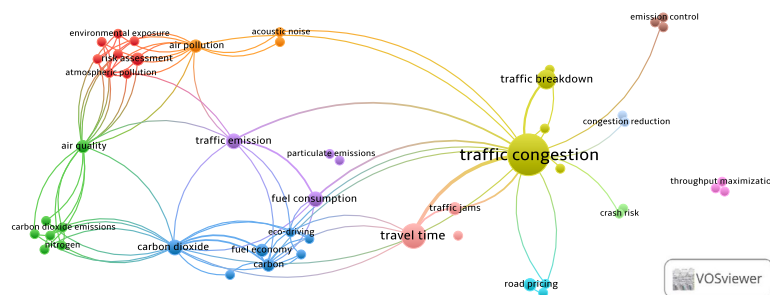 emission control
environmental exposure
acoustic noise
air pollution
risk assessment
atmospheric pollution
traffic breakdown
congestion reduction
traffic emission
air quality
particulate emissions
traffic congestion
throughput maximizatio
fuel consumption
traffic jams
crash risk
carbon dioxide emissions
eco-driving
travel time
nitrogen
carbon dioxide
fuel economy
carbon
road pricing
VOSviewer